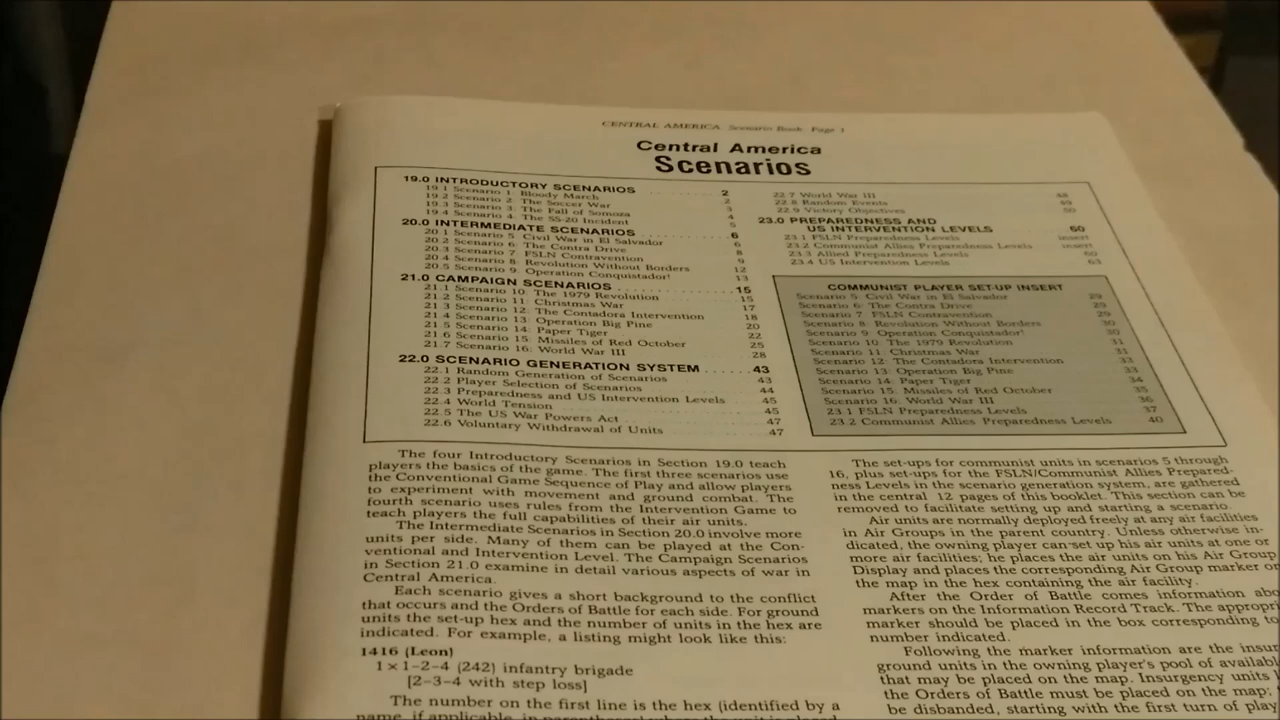 CENTRAL AMERICA Scenario Book Page 1
Central America
Scenarios
19.0 INTRODUCTORY SCENARIOS 2
19.1 Scenario 1: Bloody March 2
19.2 Scenario 2: The Soccer War 3
19.3 Scenario 3: The Fall of Somoza 4
19.4 Scenario 4: The SS-20 Incident 5
20.0 INTERMEDIATE SCENARIOS 6
20.1 Scenario 5: Civil War in El Salvador 6
20.2 Scenario 6: The Contra Drive 8
20.3 Scenario 7: FSLN Contravention 9
20.4 Scenario 8: Revolution Without Borders 12
20.5 Scenario 9: Operation Conquistador! 13
21.0 CAMPAIGN SCENARIOS 15
21.1 Scenario 10: The 1979 Revolution 15
21.2 Scenario 11: Christmas War 17
21.3 Scenario 12: The Contadora Intervention 18
21.4 Scenario 13: Operation Big Pine 20
21.5 Scenario 14: Paper Tiger 22
21.6 Scenario 15: Missiles of Red October 25
21.7 Scenario 16: World War III 28
22.0 SCENARIO GENERATION SYSTEM 43
22.1 Random Generation of Scenarios 43
22.2 Player Selection of Scenarios 44
22.3 Preparedness and US Intervention Levels 45
22.4 World Tension 45
22.5 The US War Powers Act 47
22.6 Voluntary Withdrawal of Units 47
22.7 World War III
22.8 Random Events
22.9 Victory Objectives
23.0 PREPAREDNESS AND
US INTERVENTION LEVELS 60
23.1 FSLN Preparedness Levels insert
23.2 Communist Allies Preparedness Levels insert
23.3 Allied Preparedness Levels 60
23.4 US Intervention Levels 63
COMMUNIST PLAYER SET-UP INSERT
Scenario 5: Civil War in El Salvador 29
Scenario 6: The Contra Drive 29
Scenario 7: FSLN Contravention 29
Scenario 8: Revolution Without Borders 30
Scenario 9: Operation Conquistador! 30
Scenario 10: The 1979 Revolution 31
Scenario 11: Christmas War 31
Scenario 12: The Contadora Intervention 33
Scenario 13: Operation Big Pine 33
Scenario 14: Paper Tiger 34
Scenario 15: Missiles of Red October 35
Scenario 16: World War III 36
23.1 FSLN Preparedness Levels 37
23.2 Communist Allies Preparedness Levels 40
The four Introductory Scenarios in Section 19.0 teach
players the basics of the game. The first three scenarios use
the Conventional Game Sequence of Play and allow players
to experiment with movement and ground combat. The
fourth scenario uses rules from the Intervention Game to
teach players the full capabilities of their air units.
The Intermediate Scenarios in Section 20.0 involve more
units per side. Many of them can be played at the Con-
ventional and Intervention Level. The Campaign Scenarios
in Section 21.0 examine in detail various aspects of war in
Central America.
Each scenario gives a short background to the conflict
that occurs and the Orders of Battle for each side. For ground
units the set-up hex and the number of units in the hex are
indicated. For example, a listing might look like this:
1416 (Leon)
1 × 1-2-4 (242) infantry brigade
[2-3-4 with step loss]
The number on the first line is the hex (identified by a
name, if applicable, in parentheses) where the unit is placed
The set-ups for communist units in scenarios 5 through
16, plus set-ups for the FSLN/Communist Allies Prepared-
ness Levels in the scenario generation system, are gathered
in the central 12 pages of this booklet. This section can be
removed to facilitate setting up and starting a scenario.
Air units are normally deployed freely at any air facilities
in Air Groups in the parent country. Unless otherwise in-
dicated, the owning player can set up his air units at one or
more air facilities; he places the air units on his Air Group
Display and places the corresponding Air Group marker on
the map in the hex containing the air facility.
After the Order of Battle comes information abo
markers on the Information Record Track. The appropri
marker should be placed in the box corresponding to
number indicated.
Following the marker information are the insur
ground units in the owning player's pool of availabl
that may be placed on the map. Insurgency units
the Orders of Battle must be placed on the map;
be disbanded, starting with the first turn of play